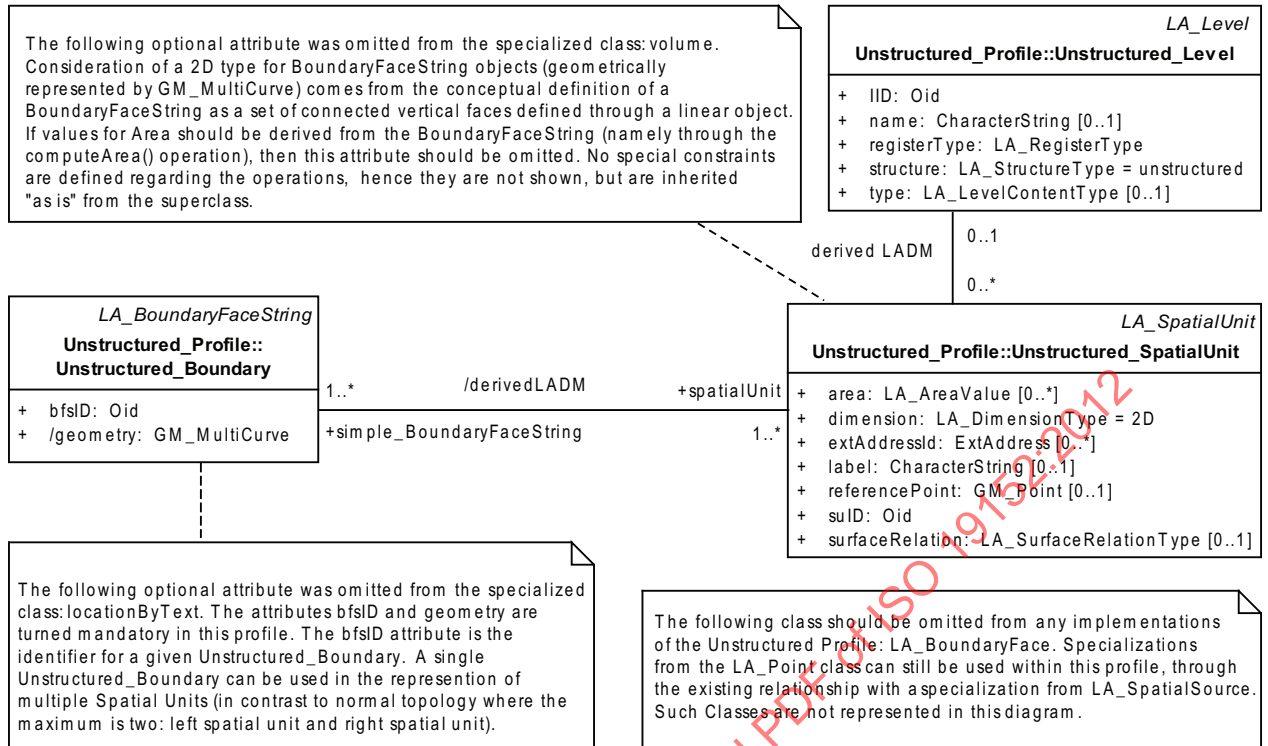 The following optional attribute was omitted from the specialized class: volume.
Consideration of a 2D type for BoundaryFaceString objects (geometrically
represented by GM_MultiCurve) comes from the conceptual definition of a
BoundaryFaceString as a set of connected vertical faces defined through a linear object.
If values for Area should be derived from the BoundaryFaceString (namely through the
computeArea() operation), then this attribute should be omitted. No special constraints
are defined regarding the operations, hence they are not shown, but are inherited
"as is" from the superclass.
LA_Level
Unstructured_Profile::Unstructured_Level
+ lID: Oid
+ name: CharacterString [0..1]
+ registerType: LA_RegisterType
+ structure: LA_StructureType = unstructured
+ type: LA_LevelContentType [0..1]
derived LADM
0..1
0..*
LA_BoundaryFaceString
Unstructured_Profile::
Unstructured_Boundary
+ bfsID: Oid
+ /geometry: GM_MultiCurve
1..*
/derivedLADM
+spatialUnit
+simple_BoundaryFaceString
1..*
LA_SpatialUnit
Unstructured_Profile::Unstructured_SpatialUnit
+ area: LA_AreaValue [0..*]
+ dimension: LA_DimensionType = 2D
+ extAddressId: ExtAddress [0..*]
+ label: CharacterString [0..1]
+ referencePoint: GM_Point [0..1]
+ suID: Oid
+ surfaceRelation: LA_SurfaceRelationType [0..1]
The following optional attribute was omitted from the specialized
class: locationByText. The attributes bfsID and geometry are
turned mandatory in this profile. The bfsID attribute is the
identifier for a given Unstructured_Boundary. A single
Unstructured_Boundary can be used in the represention of
multiple Spatial Units (in contrast to normal topology where the
maximum is two: left spatial unit and right spatial unit).
The following class should be omitted from any implementations
of the Unstructured Profile: LA_BoundaryFace. Specializations
from the LA_Point class can still be used within this profile, through
the existing relationship with a specialization from LA_SpatialSource.
Such Classes are not represented in this diagram.
PDF of ISO 19152:2012